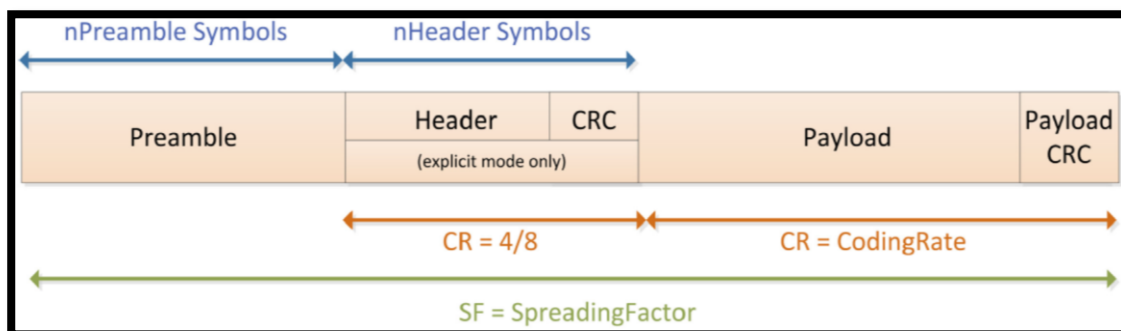 nPreamble Symbols
nHeader Symbols
Preamble
Header
CRC
(explicit mode only)
Payload
Payload
CRC
CR = 4/8
CR = CodingRate
SF = SpreadingFactor